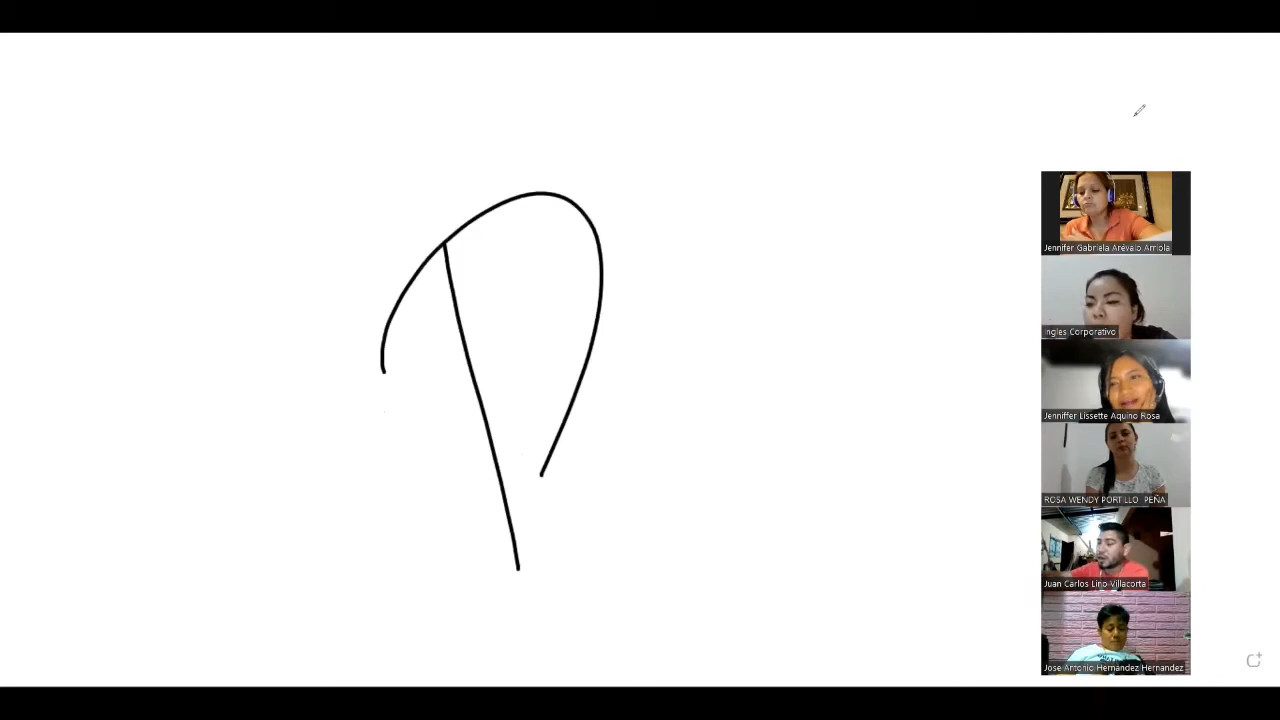 Jennifer Gabriela Arévalo Arriola
Ingles Corporativo
Jenniffer Lissette Aquino Rosa
ROSA WENDY PORTILLO PEÑA
Juan Carlos Lino Villacorta
Jose Antonio Hernandez Hernandez